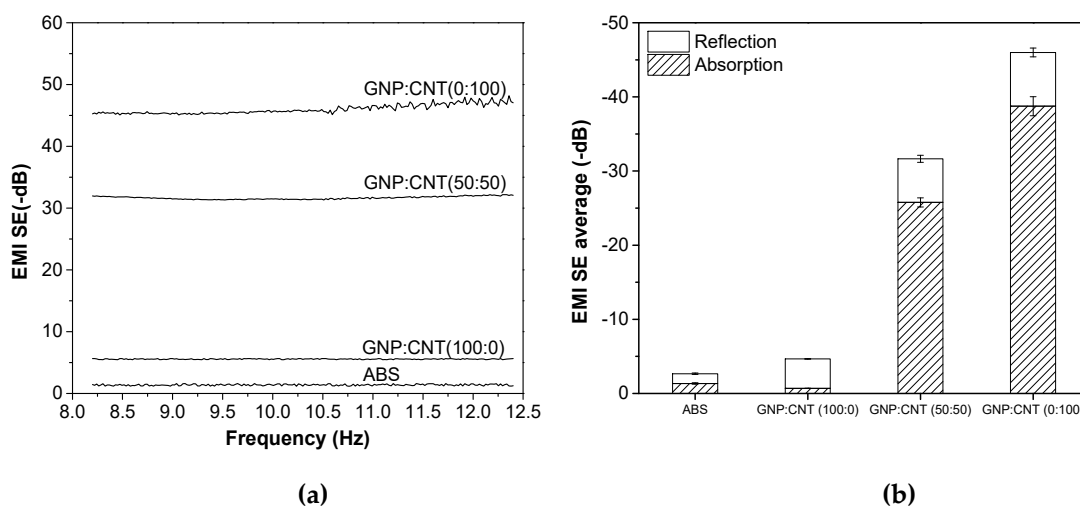 EMI SE(-dB)
60
50
40
30
20
10
0
GNP:CNT(0:100)
GNP:CNT(50:50)
GNP:CNT(100:0)
ABS
8.0 8.5 9.0 9.5 10.0 10.5 11.0 11.5 12.0 12.5
Frequency (Hz)
(a)
EMI SE average (-dB)
-50
-40
-30
-20
-10
0
Reflection
Absorption
ABS GNP:CNT (100:0) GNP:CNT (50:50) GNP:CNT (0:100
(b)